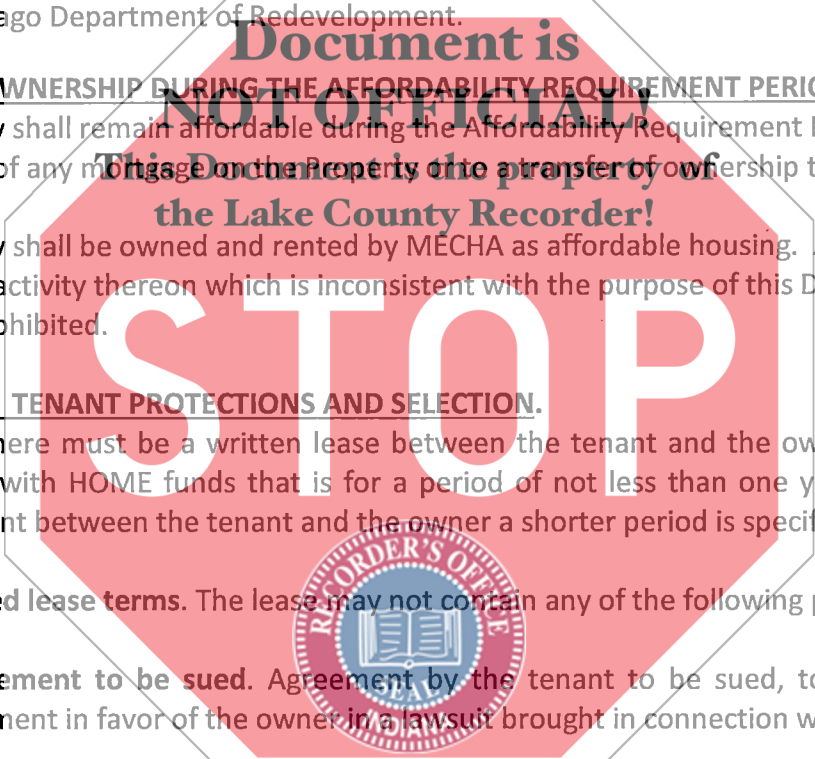 ago Department of Redevelopment.
Document is
WNERSHIP DURING THE AFFORDABILITY REQUIREMENT PERIO
NOT OFFICIAL!
y shall remain affordable during the Affordability Requirement
of any mortgage on the Property or to a transfer of ownership t
This Document is the property of
the Lake County Recorder!
y shall be owned and rented by MECHA as affordable housing.
activity thereon which is inconsistent with the purpose of this D
ohibited.
STOP
TENANT PROTECTIONS AND SELECTION.
here must be a written lease between the tenant and the ow
with HOME funds that is for a period of not less than one y
nt between the tenant and the owner a shorter period is specif
d lease terms. The lease may not contain any of the following p
RECORDER'S OFFICE
SEAL
INDIANA
ement to be sued. Agreement by the tenant to be sued, to
ment in favor of the owner in a lawsuit brought in connection w